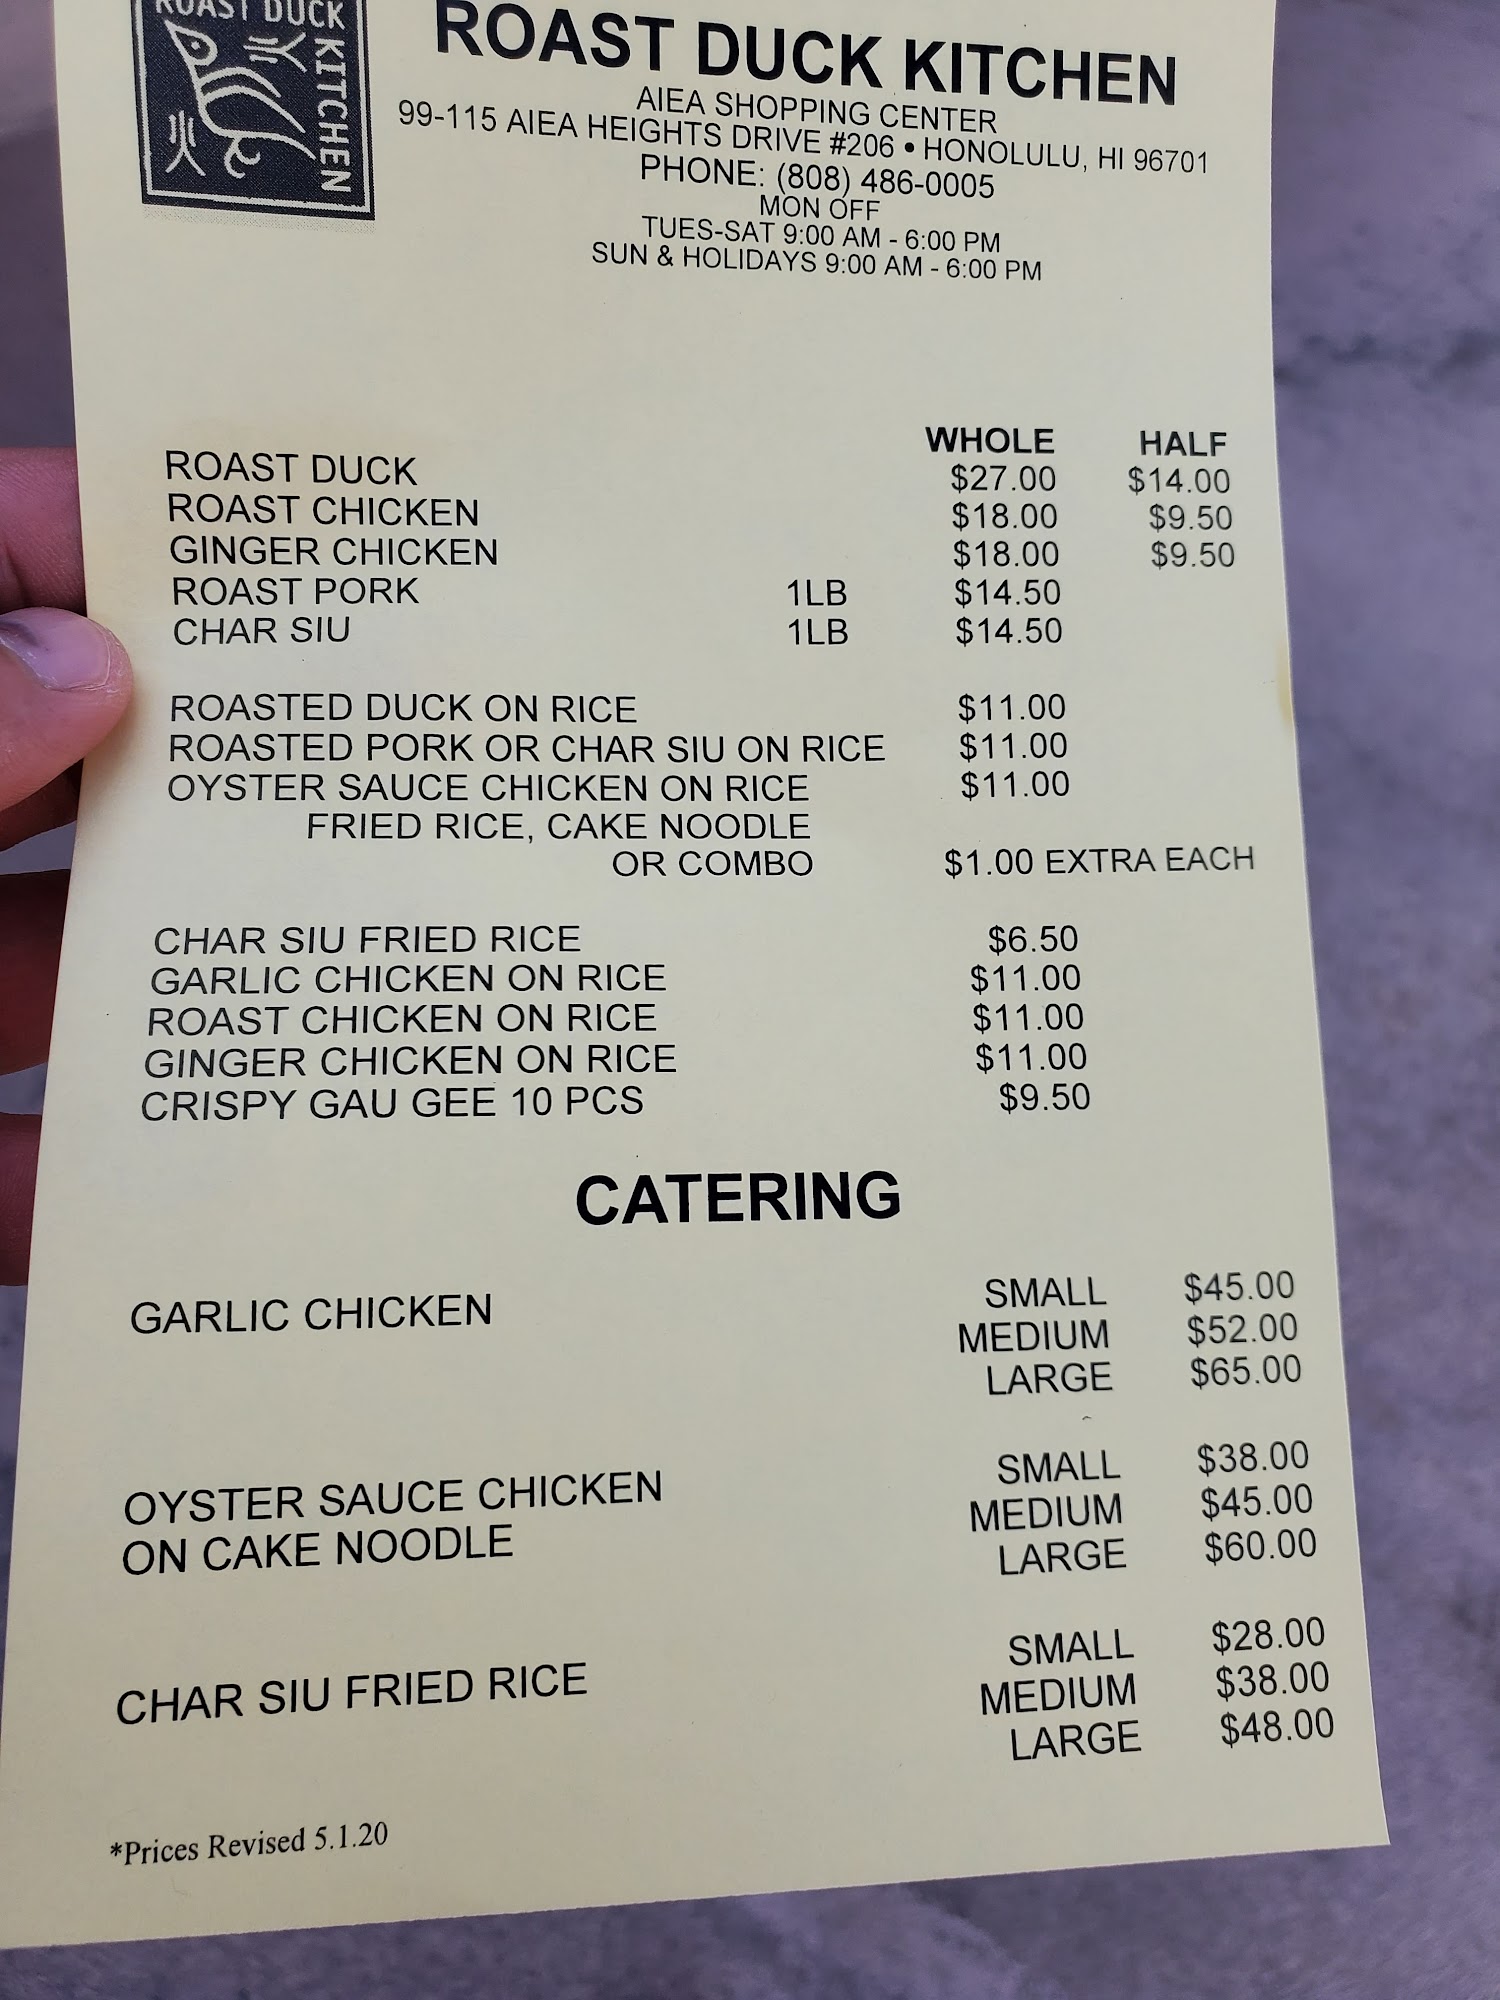 ROAST DUCK KITCHEN
ROAST DUCK KITCHEN
AIEA SHOPPING CENTER
99-115 AIEA HEIGHTS DRIVE #206 • HONOLULU, HI 96701
PHONE: (808) 486-0005
MON OFF
TUES-SAT 9:00 AM - 6:00 PM
SUN & HOLIDAYS 9:00 AM - 6:00 PM
WHOLE HALF
ROAST DUCK $27.00 $14.00
ROAST CHICKEN $18.00 $9.50
GINGER CHICKEN $18.00 $9.50
ROAST PORK 1LB $14.50
CHAR SIU 1LB $14.50
ROASTED DUCK ON RICE $11.00
ROASTED PORK OR CHAR SIU ON RICE $11.00
OYSTER SAUCE CHICKEN ON RICE $11.00
FRIED RICE, CAKE NOODLE
OR COMBO $1.00 EXTRA EACH
CHAR SIU FRIED RICE $6.50
GARLIC CHICKEN ON RICE $11.00
ROAST CHICKEN ON RICE $11.00
GINGER CHICKEN ON RICE $11.00
CRISPY GAU GEE 10 PCS $9.50
CATERING
GARLIC CHICKEN SMALL $45.00
MEDIUM $52.00
LARGE $65.00
SMALL $38.00
OYSTER SAUCE CHICKEN MEDIUM $45.00
ON CAKE NOODLE LARGE $60.00
SMALL $28.00
CHAR SIU FRIED RICE MEDIUM $38.00
LARGE $48.00
*Prices Revised 5.1.20